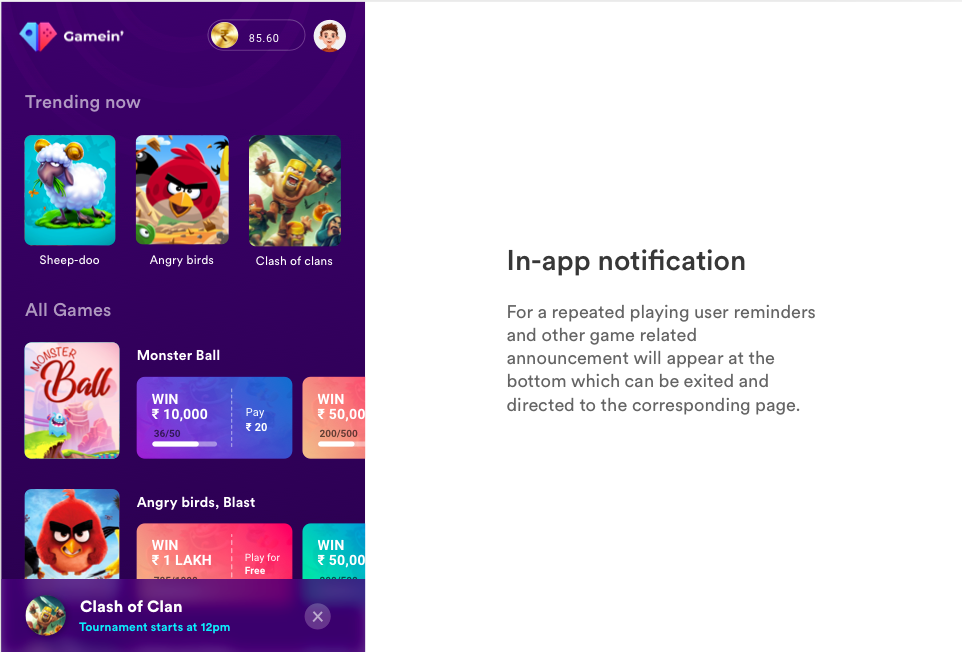 Gamein'
85.60
Trending now
Sheep-doo
Angry birds
Clash of clans
All Games
MONSTER
Ball
Monster Ball
WIN
₹ 10,000
36/50
Pay
₹ 20
WIN
₹ 50,00
200/500
Angry birds, Blast
WIN
₹ 1 LAKH
Play for
Free
WIN
₹ 50,00
Clash of Clan
Tournament starts at 12pm
In-app notification
For a repeated playing user reminders
and other game related
announcement will appear at the
bottom which can be exited and
directed to the corresponding page.